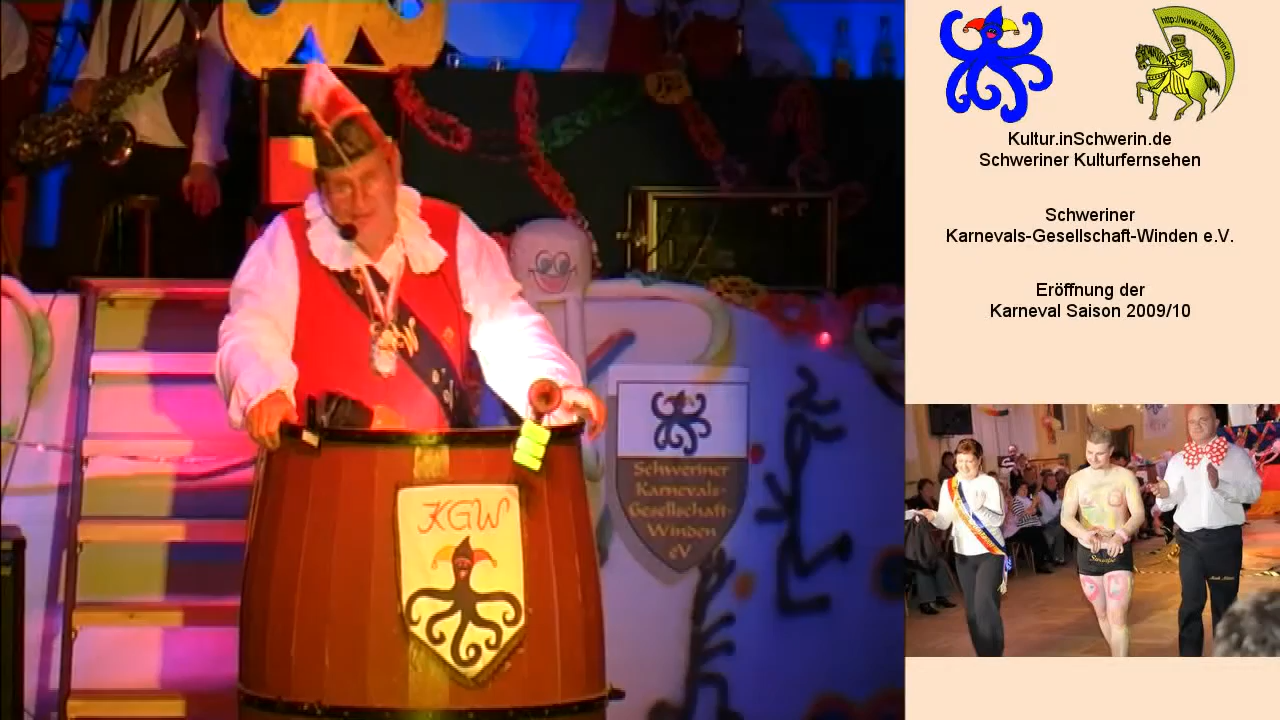 KGW
Schweriner
Karnevals-
Gesellschaft-
Winden
eV
http://www.inschwerin.de
Kultur.inSchwerin.de
Schweriner Kulturfernsehen
Schweriner
Karnevals-Gesellschaft-Winden e.V.
Eröffnung der
Karneval Saison 2009/10